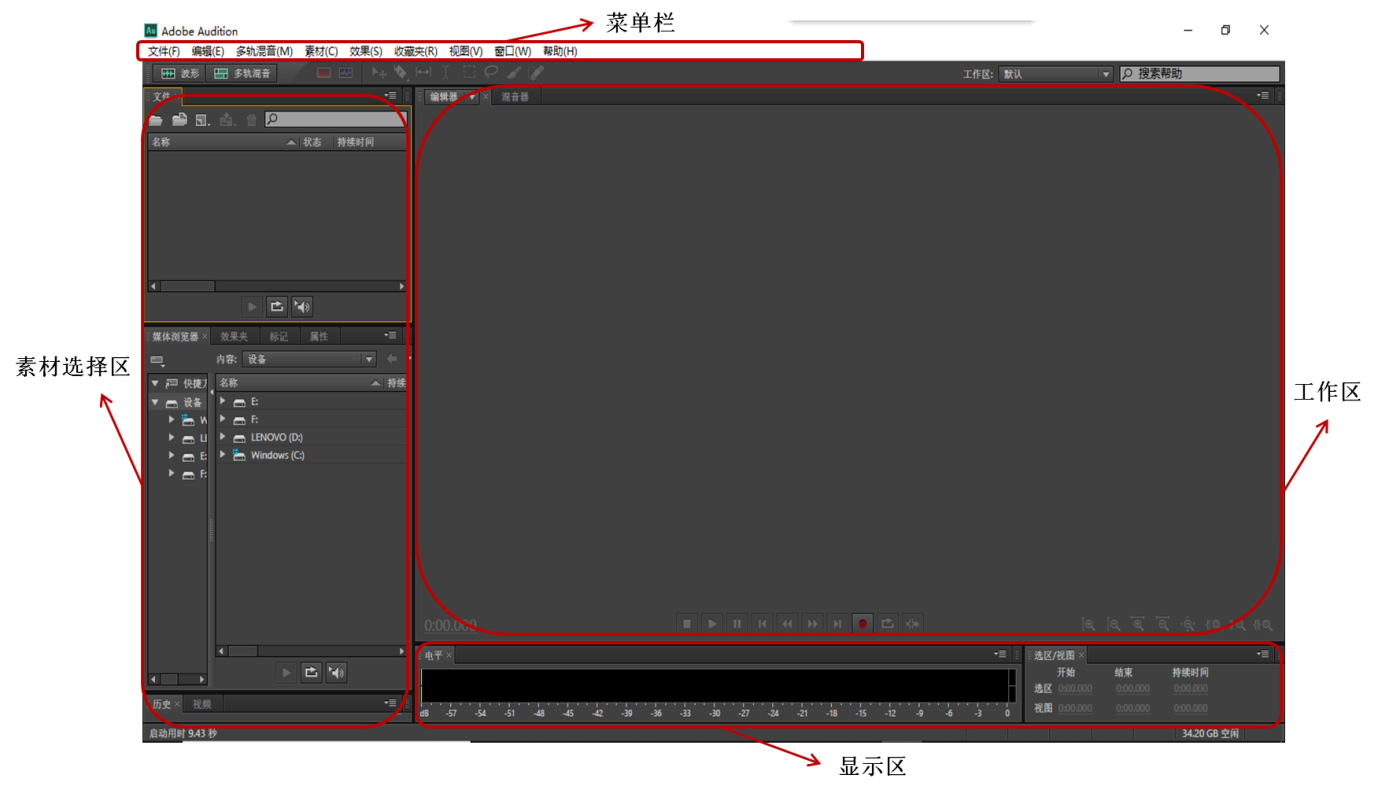 菜单栏
Adobe Audition
文件(F) 编辑(E) 多轨混音(M) 素材(C) 效果(S) 收藏夹(R) 视图(V) 窗口(W) 帮助(H)
波形 多轨混音 工作区: 默认 搜索帮助
文件 编辑器 混音器
名称 状态 持续时间
媒体浏览器 效果夹 标记 属性
内容: 设备
素材选择区
快捷 名称 持续
设备 E:
W F:
LENOVO (D:)
E: Windows (C:)
F:
工作区
0:00.000
电平 选区/视图
开始 结束 持续时间
选区 0:00.000 0:00.000 0:00.000
历史 视频
视图 0:00.000 0:00.000 0:00.000
dB -57 -54 -51 -48 -45 -42 -39 -36 -33 -30 -27 -24 -21 -18 -15 -12 -9 -6 -3 0
启动用时 9.43 秒 34.20 GB 空闲
显示区